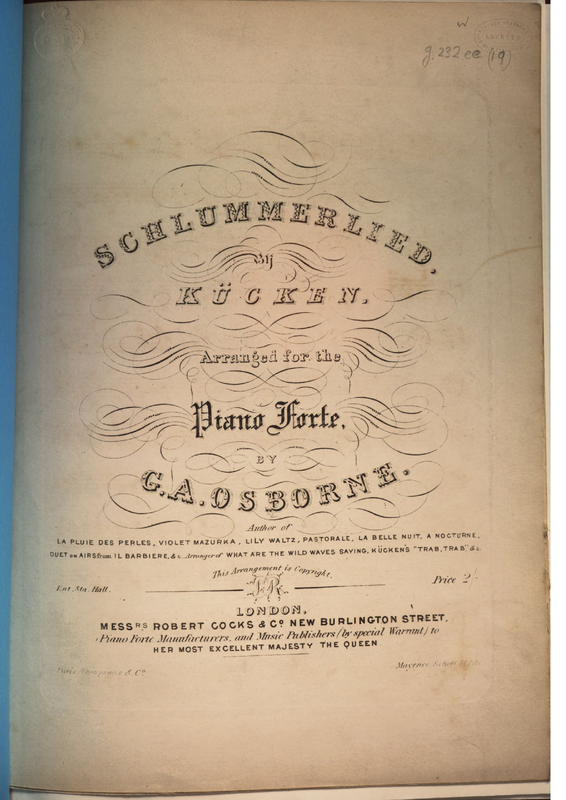 W
g.232 ee (19)
SCHLUMMERLIED.
By
KÜCKEN.
Arranged for the
Piano Forte,
BY
G.A. OSBORNE.
Author of
LA PLUIE DES PERLES, VIOLET MAZURKA, LILY WALTZ, PASTORALE, LA BELLE NUIT, A NOCTURNE,
DUET on AIRS from IL BARBIERE, &c. Arranger of WHAT ARE THE WILD WAVES SAYING, KÜCKENS "TRAB, TRAB" &c.
This Arrangement is Copyright.
Ent. Sta. Hall. VR Price 2/-
LONDON,
MESSRS ROBERT COCKS & Co. NEW BURLINGTON STREET,
Piano Forte Manufacturers, and Music Publishers (by special Warrant) to
HER MOST EXCELLENT MAJESTY THE QUEEN
Paris & Co. Mayence